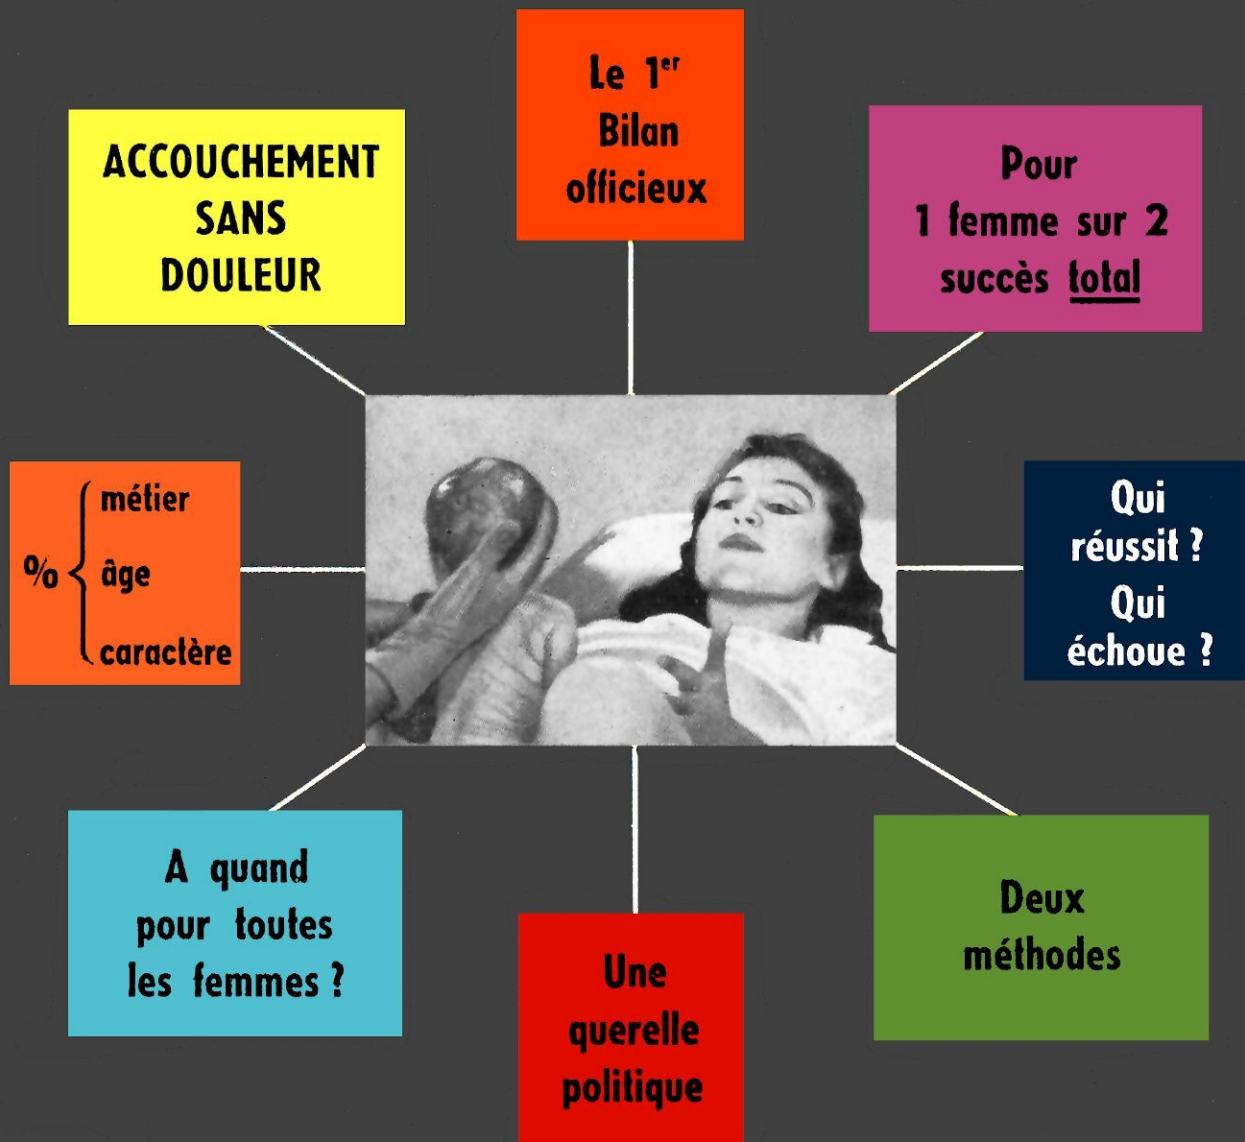 ACCOUCHEMENT
SANS
DOULEUR
Le 1er
Bilan
officieux
Pour
1 femme sur 2
succès total
% { métier
âge
caractère
Qui
réussit ?
Qui
échoue ?
A quand
pour toutes
les femmes ?
Une
querelle
politique
Deux
méthodes